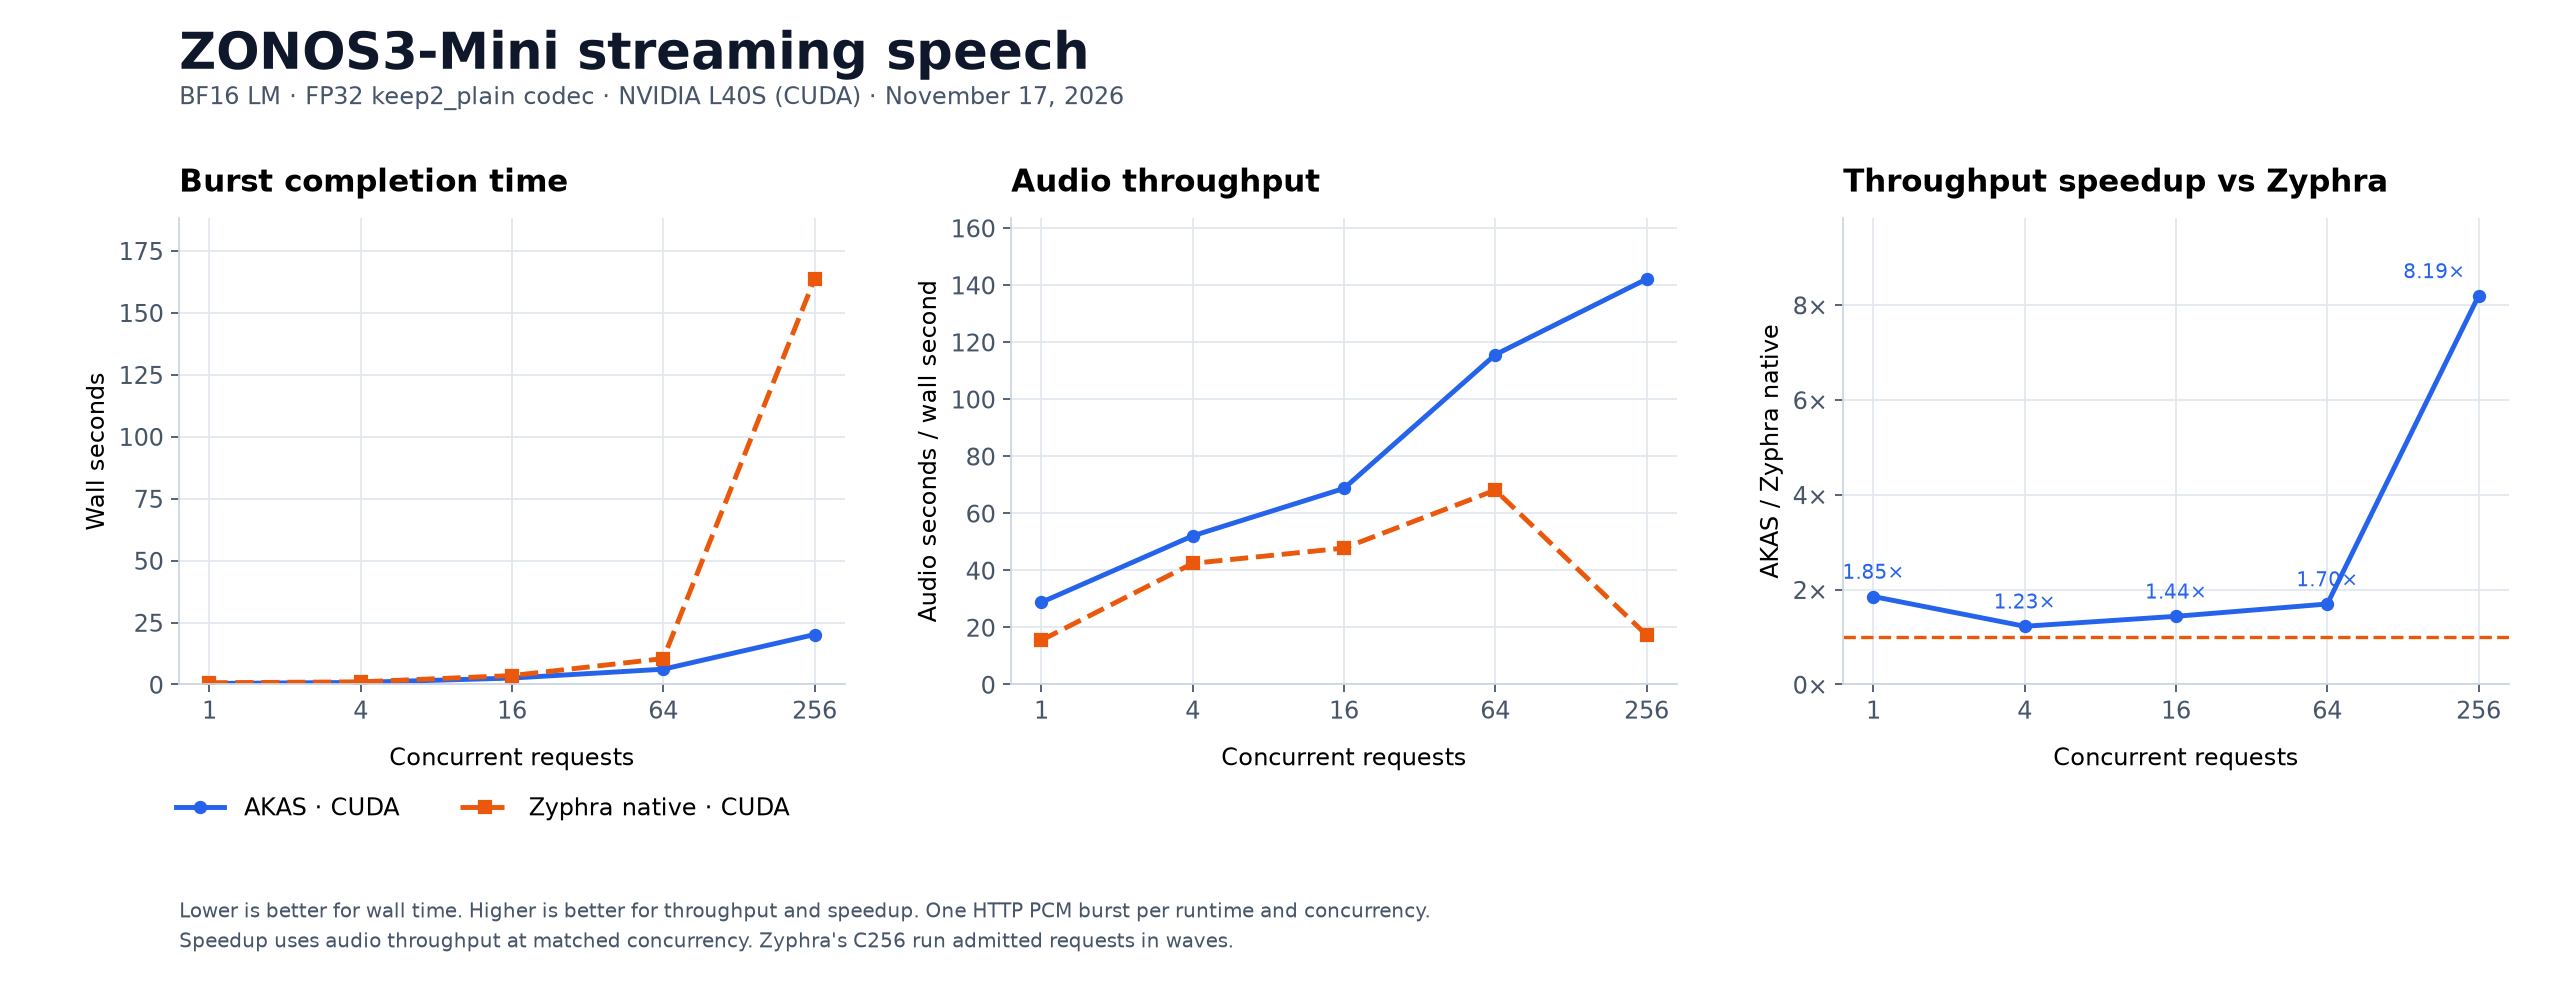 ZONOS3-Mini streaming speech
BF16 LM · FP32 keep2_plain codec · NVIDIA L40S (CUDA) · November 17, 2026
Burst completion time
Wall seconds
175
150
125
100
75
50
25
0
1 4 16 64 256
Concurrent requests
AKAS · CUDA Zyphra native · CUDA
Audio throughput
Audio seconds / wall second
160
140
120
100
80
60
40
20
0
1 4 16 64 256
Concurrent requests
Throughput speedup vs Zyphra
AKAS / Zyphra native
8×
6×
4×
2×
0×
1.85×
1.23×
1.44×
1.70×
8.19×
1 4 16 64 256
Concurrent requests
Lower is better for wall time. Higher is better for throughput and speedup. One HTTP PCM burst per runtime and concurrency.
Speedup uses audio throughput at matched concurrency. Zyphra's C256 run admitted requests in waves.